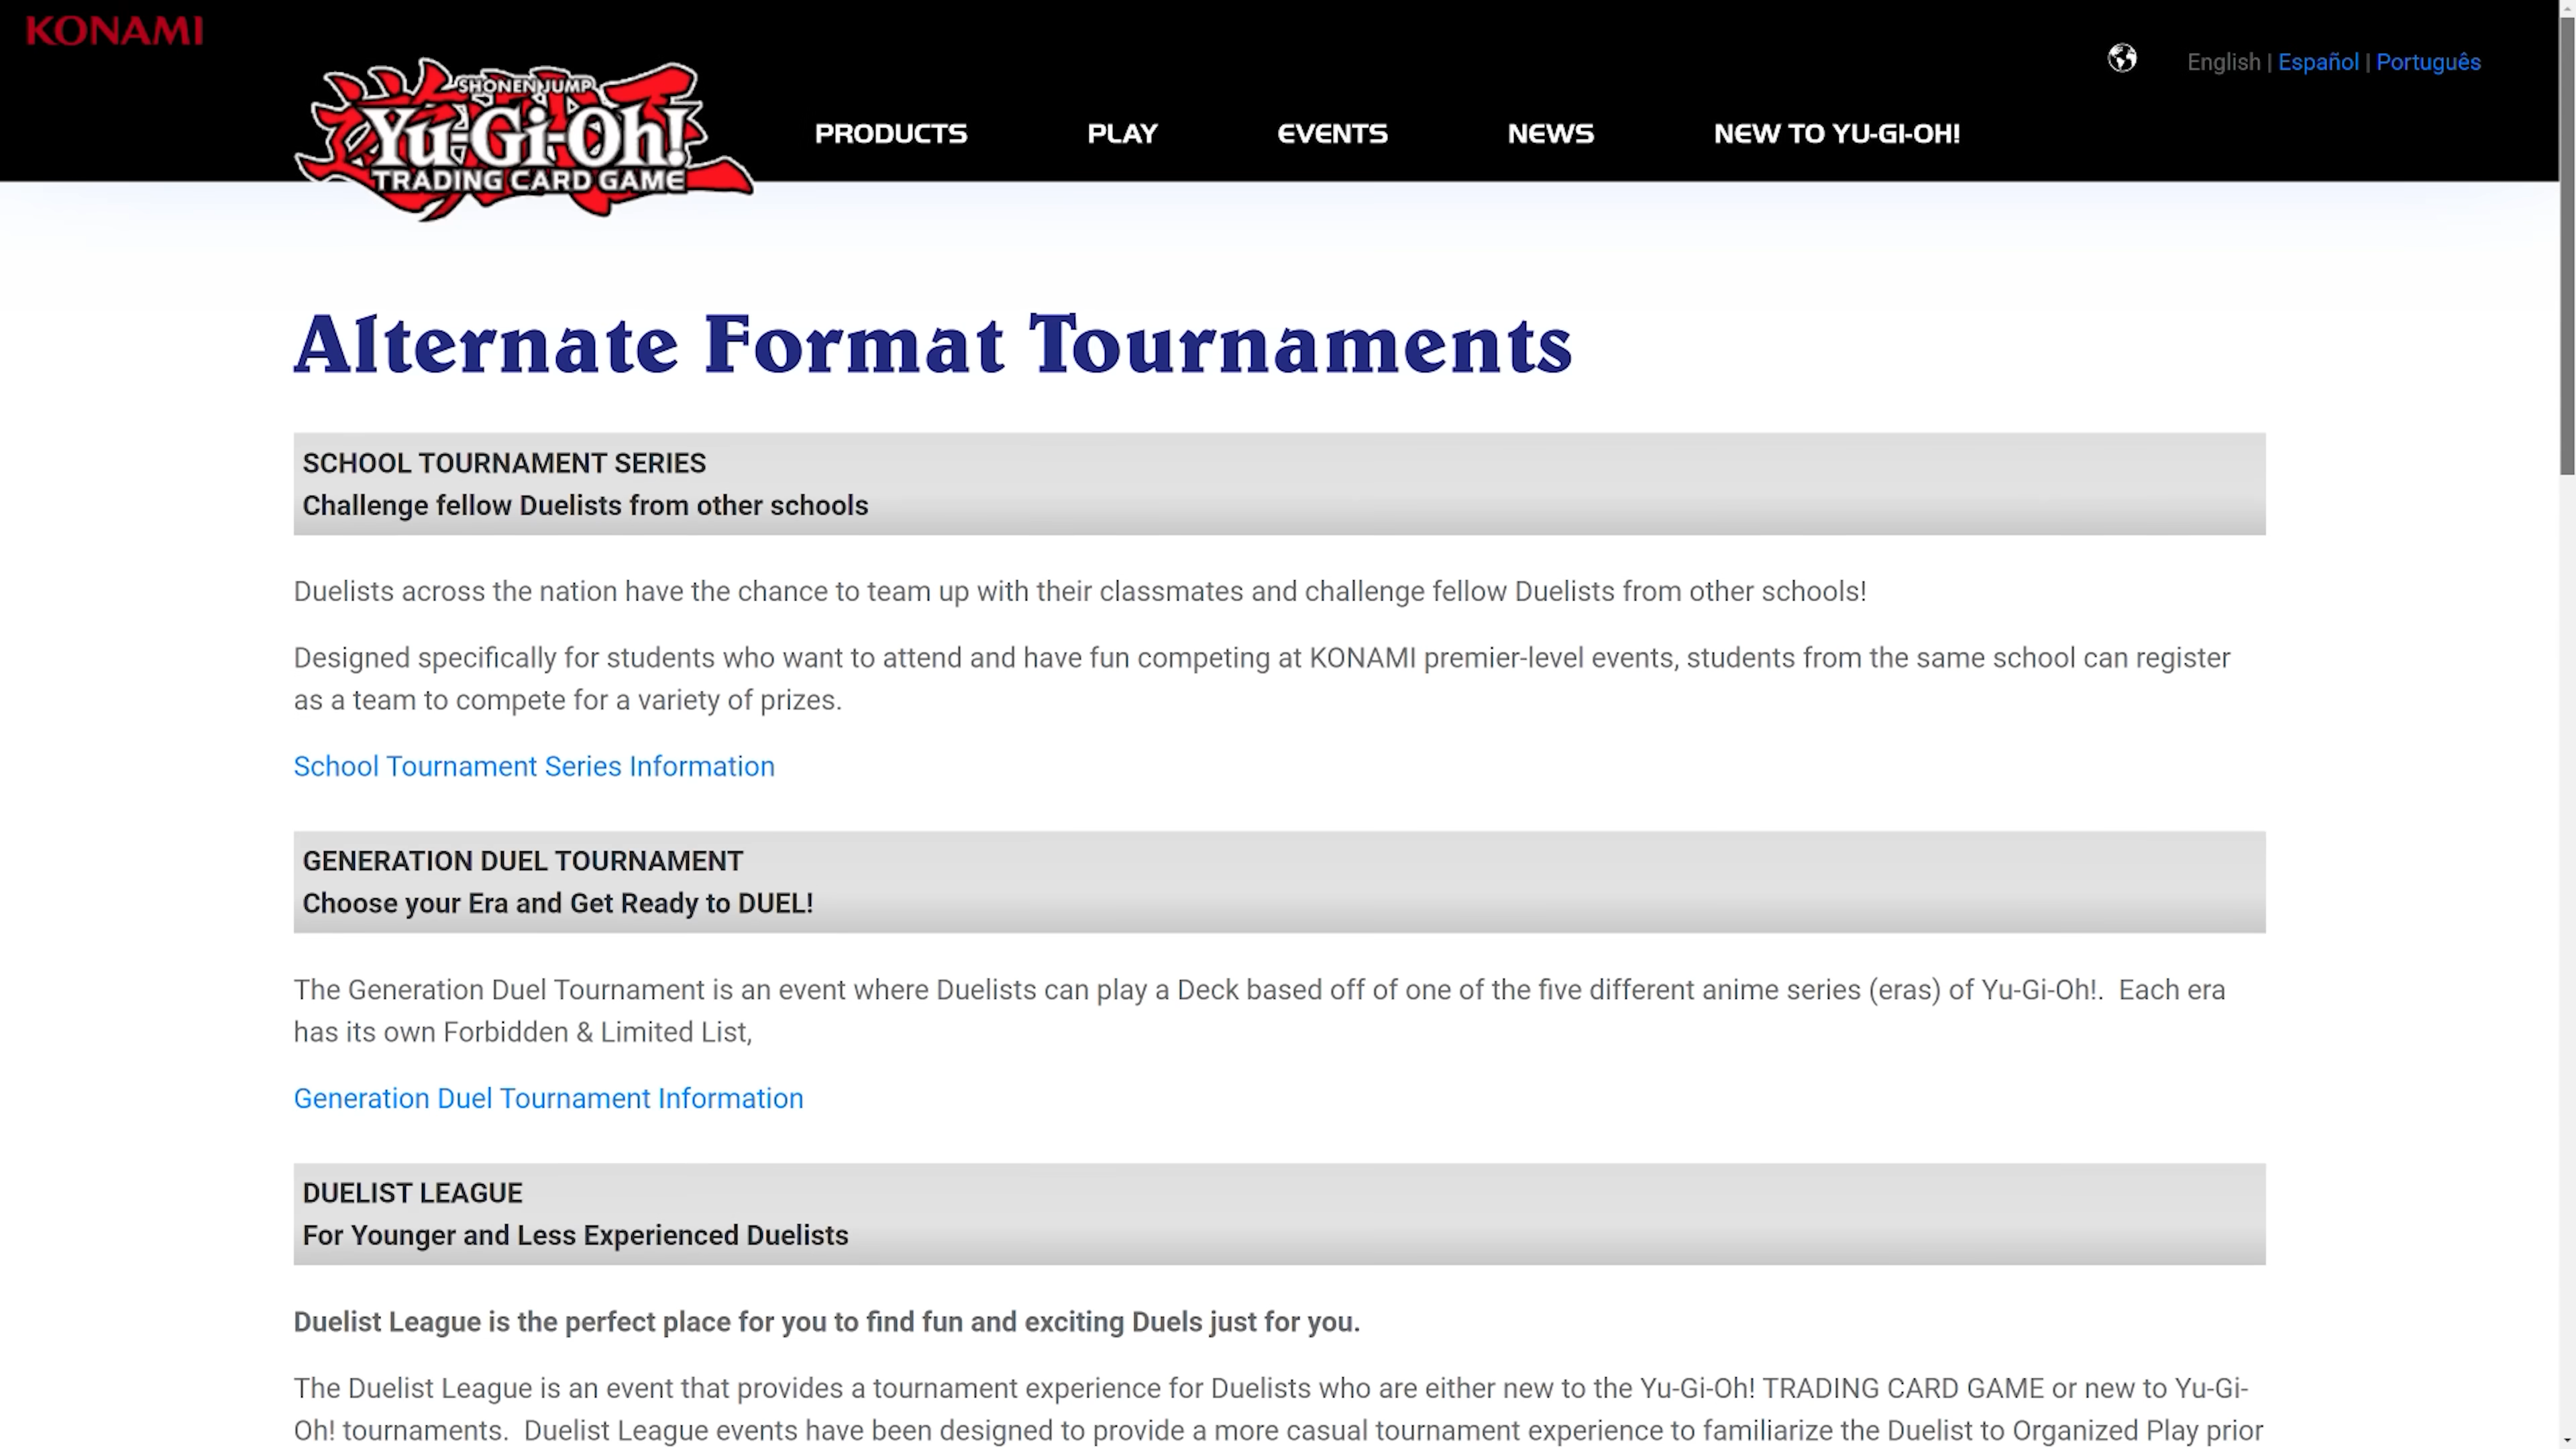 KONAMI
English | Español | Português
SHONEN JUMP
Yu-Gi-Oh!
TRADING CARD GAME
PRODUCTS
PLAY
EVENTS
NEWS
NEW TO YU-GI-OH!
Alternate Format Tournaments
SCHOOL TOURNAMENT SERIES
Challenge fellow Duelists from other schools
Duelists across the nation have the chance to team up with their classmates and challenge fellow Duelists from other schools!
Designed specifically for students who want to attend and have fun competing at KONAMI premier-level events, students from the same school can register
as a team to compete for a variety of prizes.
School Tournament Series Information
GENERATION DUEL TOURNAMENT
Choose your Era and Get Ready to DUEL!
The Generation Duel Tournament is an event where Duelists can play a Deck based off of one of the five different anime series (eras) of Yu-Gi-Oh!.  Each era
has its own Forbidden & Limited List,
Generation Duel Tournament Information
DUELIST LEAGUE
For Younger and Less Experienced Duelists
Duelist League is the perfect place for you to find fun and exciting Duels just for you.
The Duelist League is an event that provides a tournament experience for Duelists who are either new to the Yu-Gi-Oh! TRADING CARD GAME or new to Yu-Gi-
Oh! tournaments.  Duelist League events have been designed to provide a more casual tournament experience to familiarize the Duelist to Organized Play prior